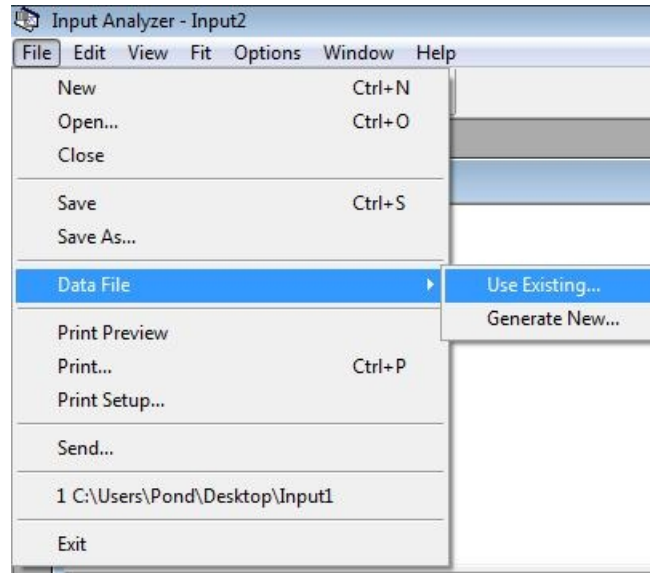 Input Analyzer - Input2
File Edit View Fit Options Window Help
New Ctrl+N
Open... Ctrl+O
Close
Save Ctrl+S
Save As...
Data File
Use Existing...
Generate New...
Print Preview
Print... Ctrl+P
Print Setup...
Send...
1 C:\Users\Pond\Desktop\Input1
Exit